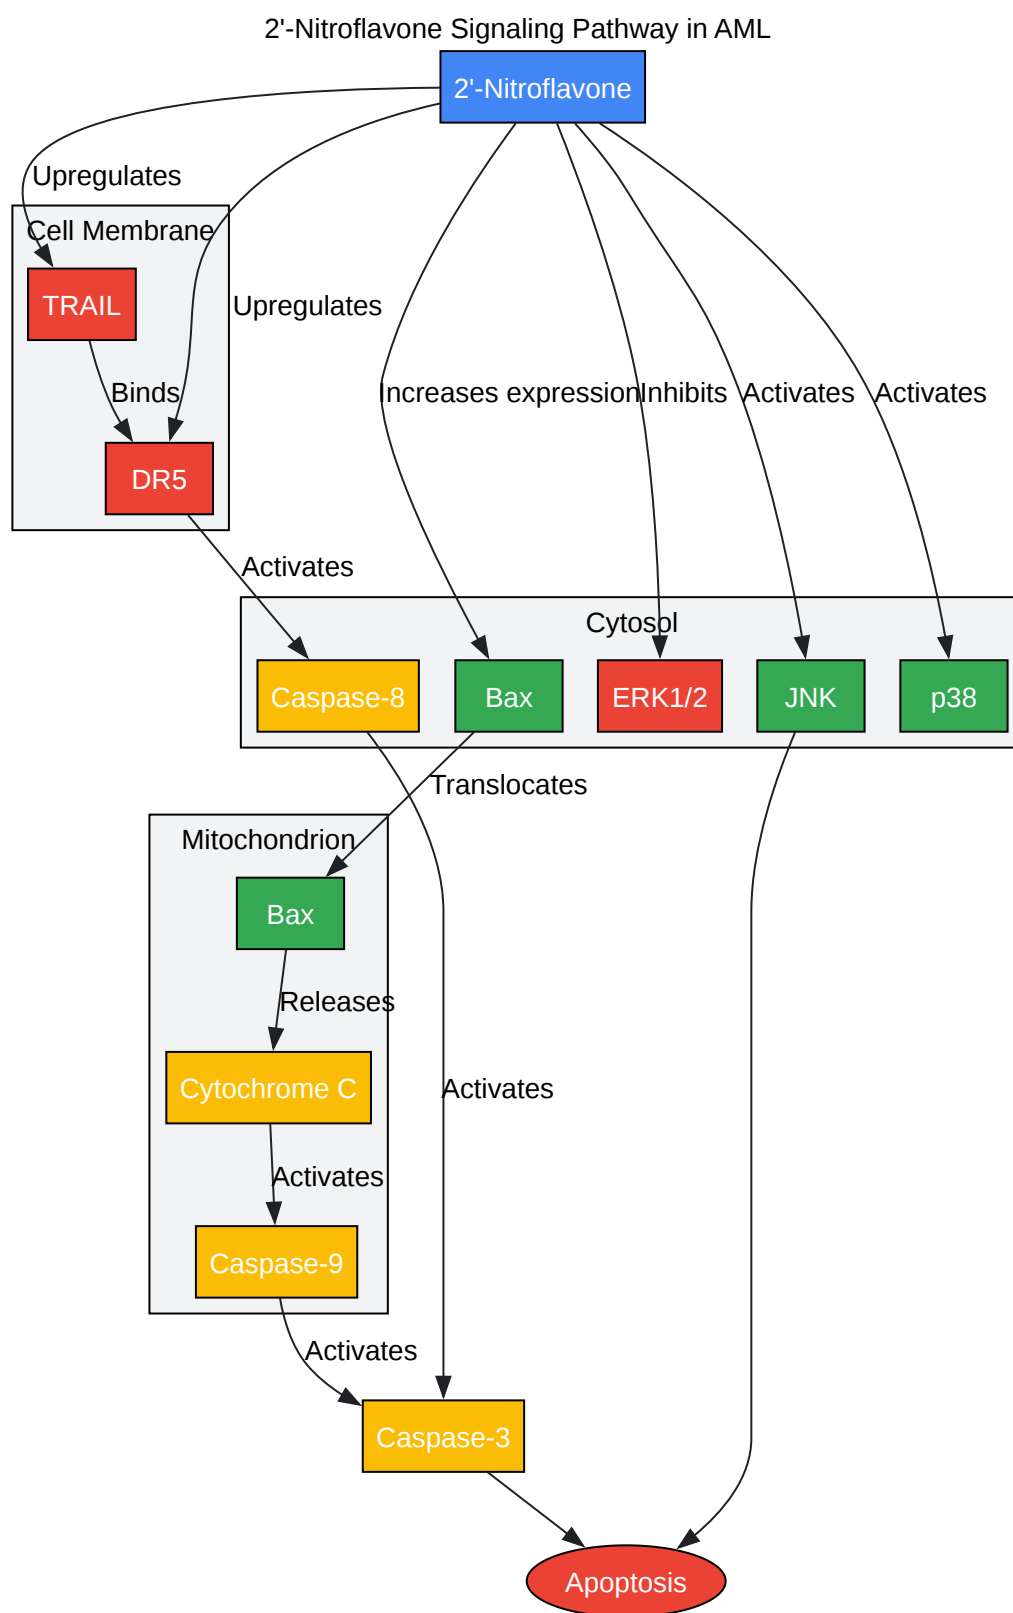 2'-Nitroflavone Signaling Pathway in AML
2'-Nitroflavone
Upregulates
Cell Membrane
TRAIL
Upregulates
Binds
Increases expression
Inhibits
Activates
Activates
DR5
Activates
Cytosol
Caspase-8
Bax
ERK1/2
JNK
p38
Translocates
Mitochondrion
Bax
Releases
Cytochrome C
Activates
Activates
Caspase-9
Activates
Caspase-3
Apoptosis